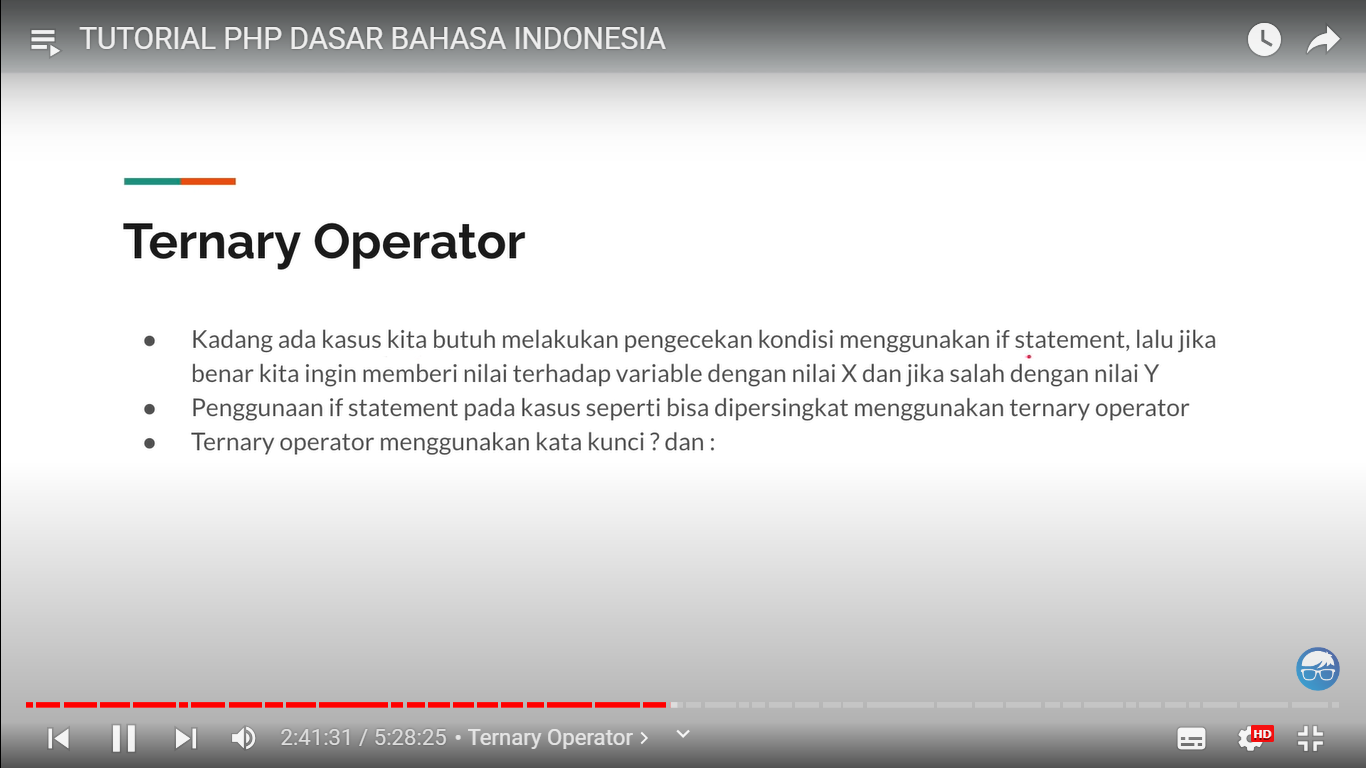 TUTORIAL PHP DASAR BAHASA INDONESIA
Ternary Operator
● Kadang ada kasus kita butuh melakukan pengecekan kondisi menggunakan if statement, lalu jika
benar kita ingin memberi nilai terhadap variable dengan nilai X dan jika salah dengan nilai Y
● Penggunaan if statement pada kasus seperti bisa dipersingkat menggunakan ternary operator
● Ternary operator menggunakan kata kunci ? dan :
2:41:31 / 5:28:25 • Ternary Operator ›
HD